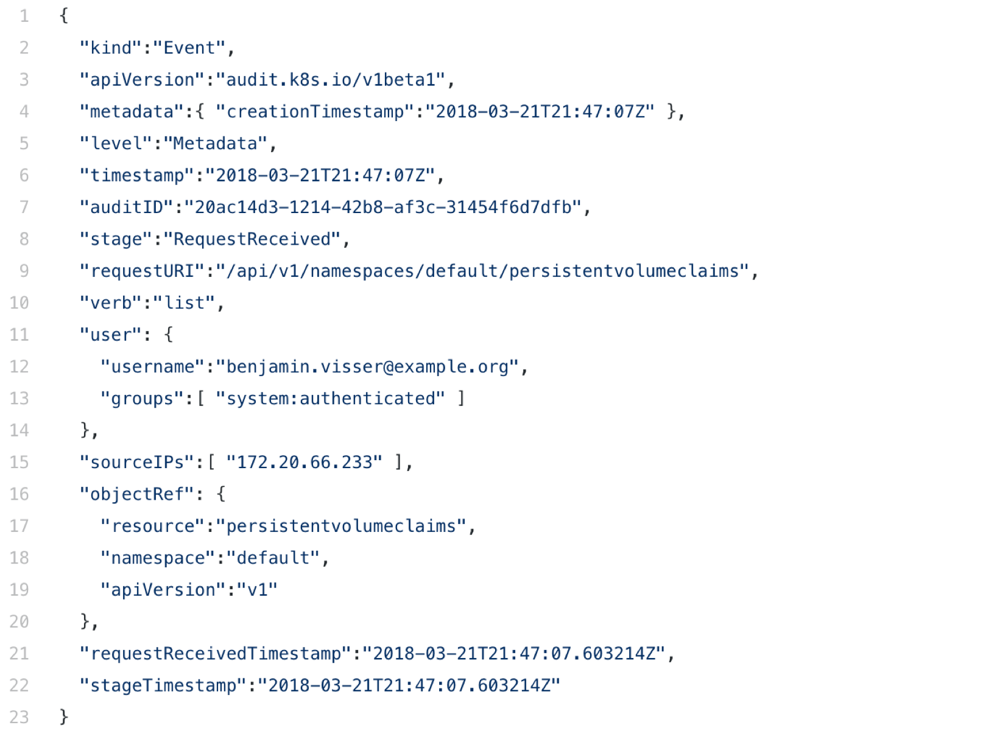 1 {
2 "kind":"Event",
3 "apiVersion":"audit.k8s.io/v1beta1",
4 "metadata":{ "creationTimestamp":"2018-03-21T21:47:07Z" },
5 "level":"Metadata",
6 "timestamp":"2018-03-21T21:47:07Z",
7 "auditID":"20ac14d3-1214-42b8-af3c-31454f6d7dfb",
8 "stage":"RequestReceived",
9 "requestURI":"/api/v1/namespaces/default/persistentvolumeclaims",
10 "verb":"list",
11 "user": {
12 "username":"benjamin.visser@example.org",
13 "groups":[ "system:authenticated" ]
14 },
15 "sourceIPs":[ "172.20.66.233" ],
16 "objectRef": {
17 "resource":"persistentvolumeclaims",
18 "namespace":"default",
19 "apiVersion":"v1"
20 },
21 "requestReceivedTimestamp":"2018-03-21T21:47:07.603214Z",
22 "stageTimestamp":"2018-03-21T21:47:07.603214Z"
23 }